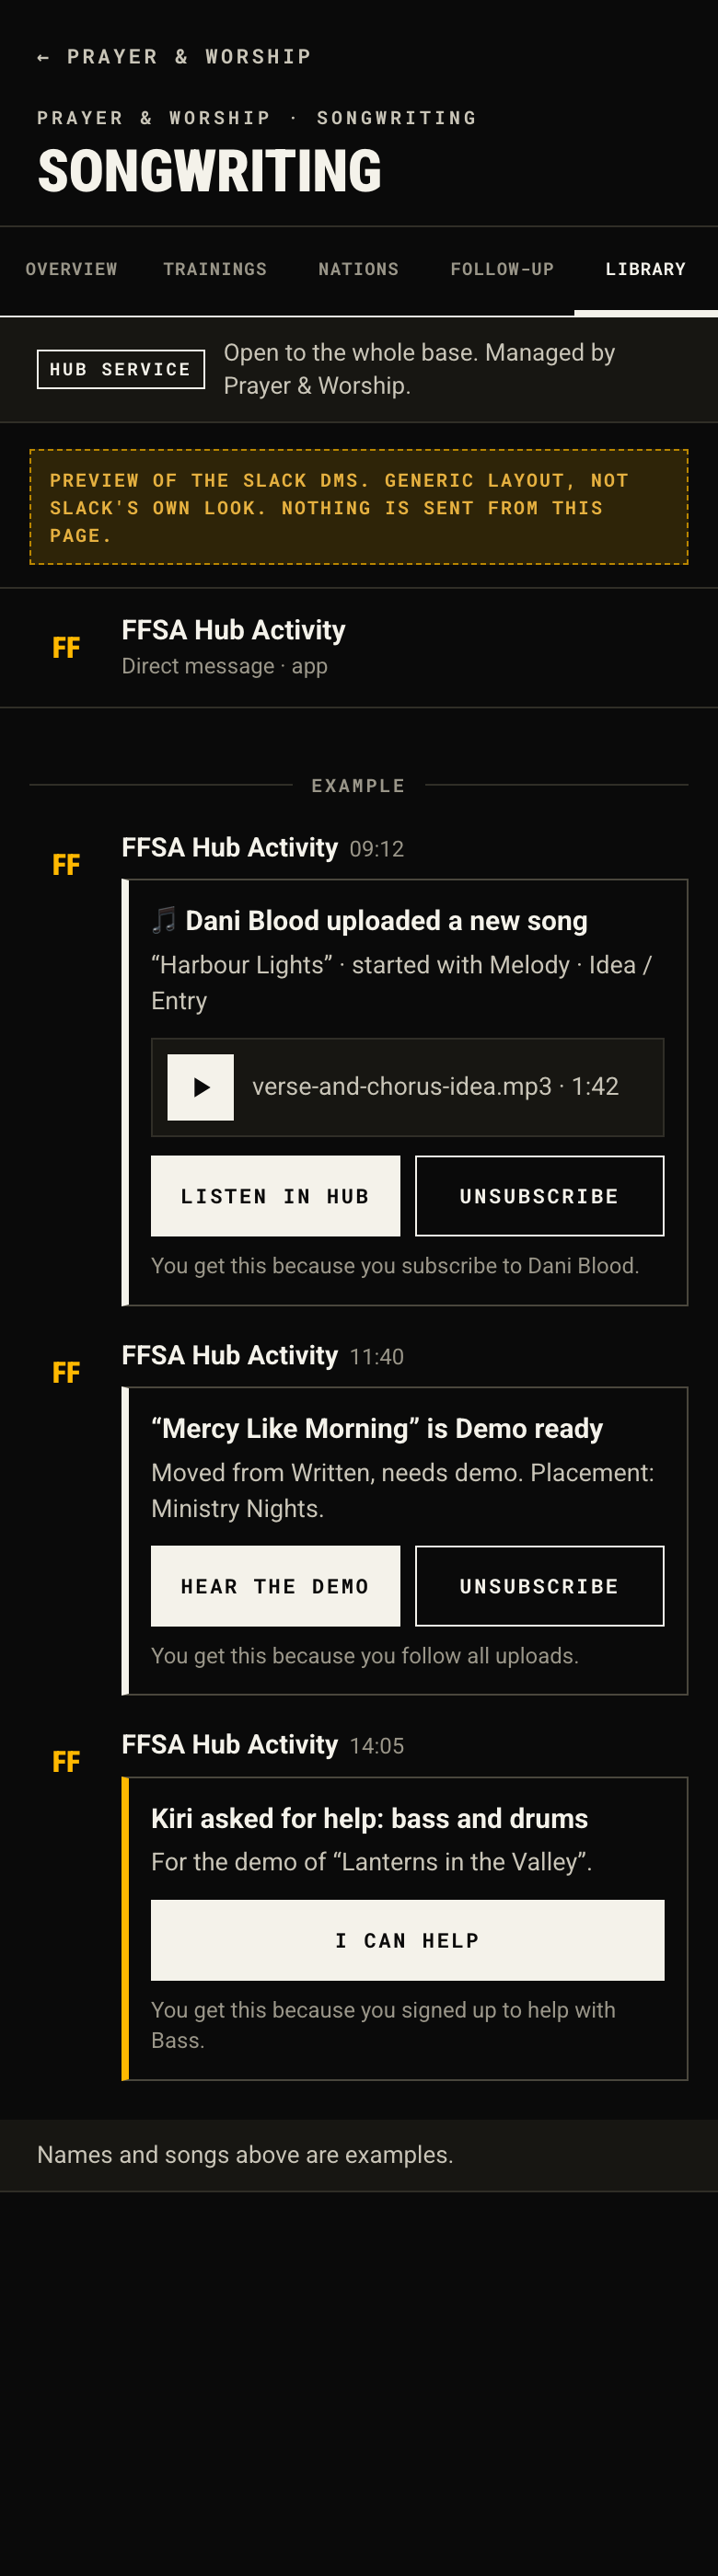 ← PRAYER & WORSHIP
PRAYER & WORSHIP · SONGWRITING
SONGWRITING
OVERVIEW TRAININGS NATIONS FOLLOW-UP LIBRARY
HUB SERVICE
Open to the whole base. Managed by
Prayer & Worship.
PREVIEW OF THE SLACK DMS. GENERIC LAYOUT, NOT
SLACK'S OWN LOOK. NOTHING IS SENT FROM THIS
PAGE.
FF
FFSA Hub Activity
Direct message · app
EXAMPLE
FF
FFSA Hub Activity 09:12
🎵 Dani Blood uploaded a new song
“Harbour Lights” · started with Melody · Idea /
Entry
verse-and-chorus-idea.mp3 · 1:42
LISTEN IN HUB UNSUBSCRIBE
You get this because you subscribe to Dani Blood.
FF
FFSA Hub Activity 11:40
“Mercy Like Morning” is Demo ready
Moved from Written, needs demo. Placement:
Ministry Nights.
HEAR THE DEMO UNSUBSCRIBE
You get this because you follow all uploads.
FF
FFSA Hub Activity 14:05
Kiri asked for help: bass and drums
For the demo of “Lanterns in the Valley”.
I CAN HELP
You get this because you signed up to help with
Bass.
Names and songs above are examples.